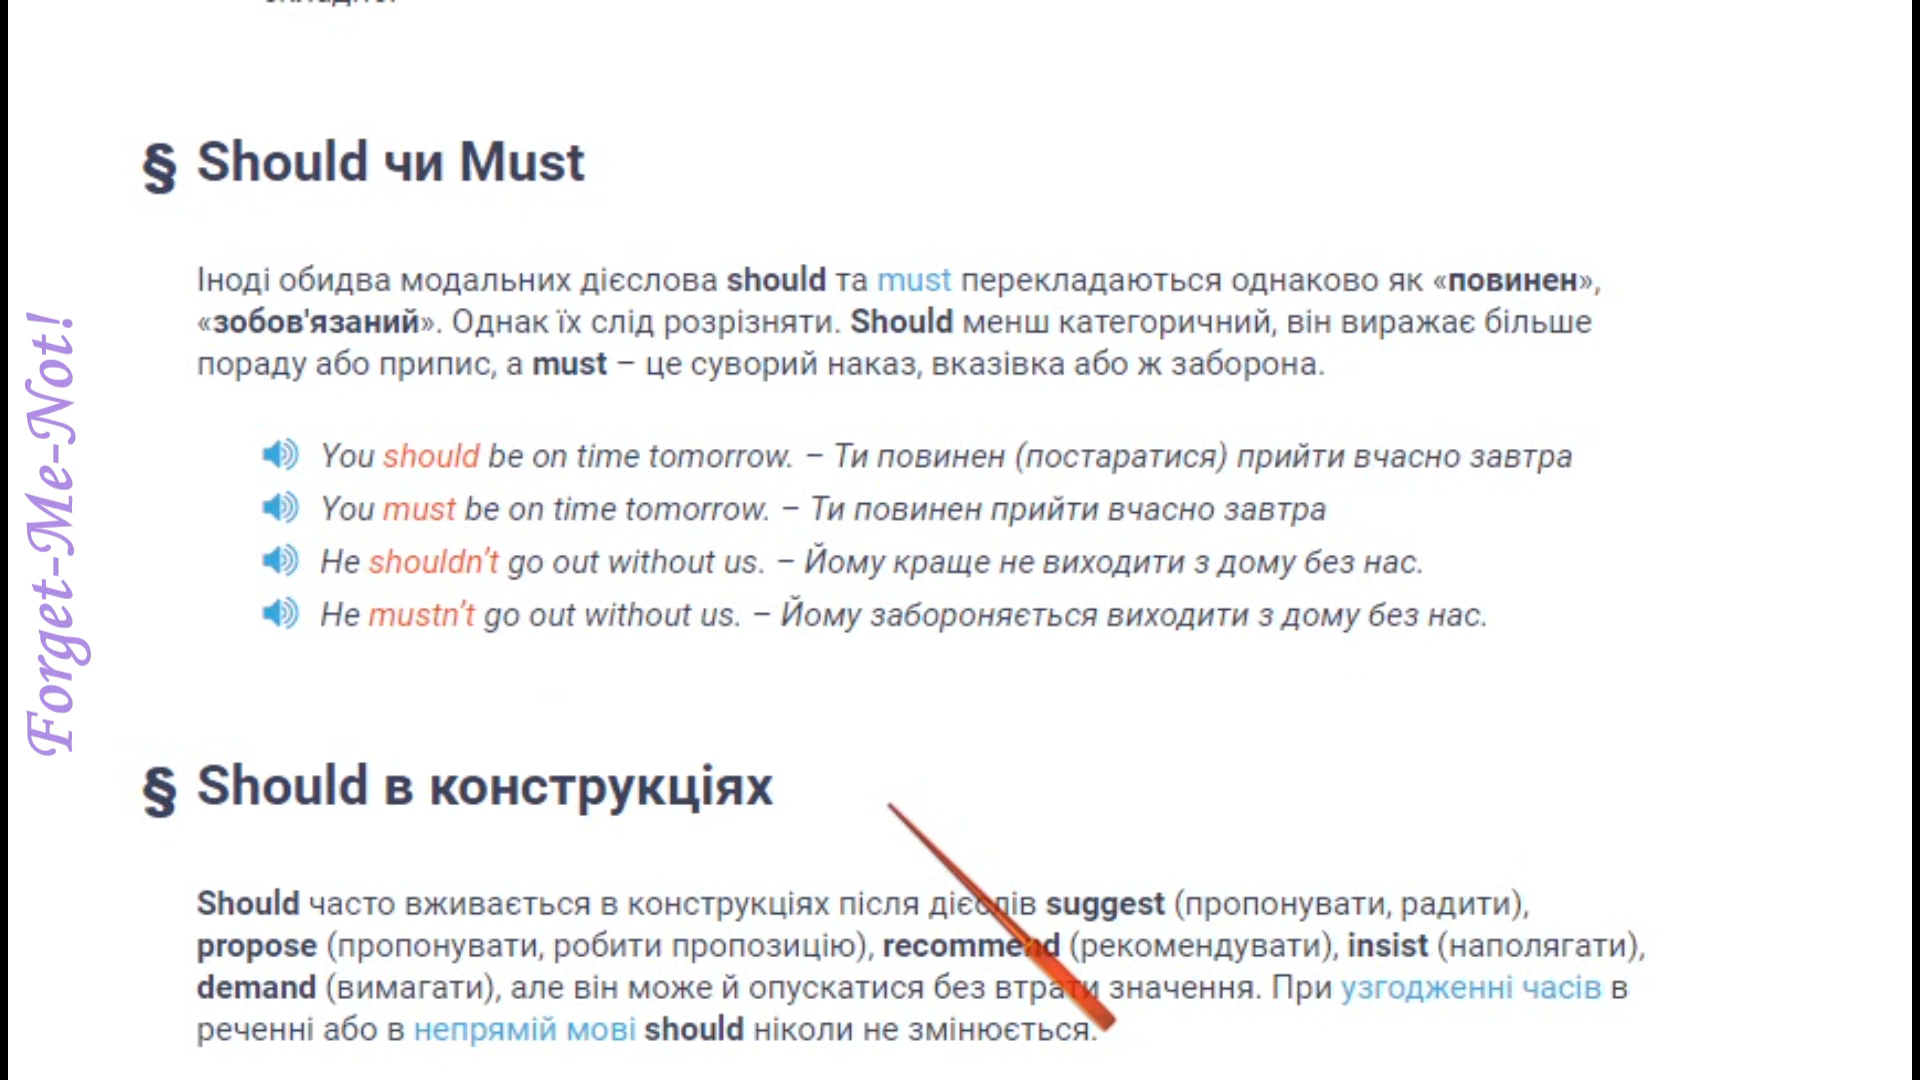 § Should чи Must
Іноді обидва модальних дієслова should та must перекладаються однаково як «повинен»,
«зобов'язаний». Однак їх слід розрізняти. Should менш категоричний, він виражає більше
пораду або припис, а must – це суворий наказ, вказівка або ж заборона.
You should be on time tomorrow. – Ти повинен (постаратися) прийти вчасно завтра
You must be on time tomorrow. – Ти повинен прийти вчасно завтра
He shouldn’t go out without us. – Йому краще не виходити з дому без нас.
He mustn’t go out without us. – Йому забороняється виходити з дому без нас.
§ Should в конструкціях
Should часто вживається в конструкціях після дієслів suggest (пропонувати, радити),
propose (пропонувати, робити пропозицію), recommend (рекомендувати), insist (наполягати),
demand (вимагати), але він може й опускатися без втрати значення. При узгодженні часів в
реченні або в непрямій мові should ніколи не змінюється.
Forget-Me-Not!